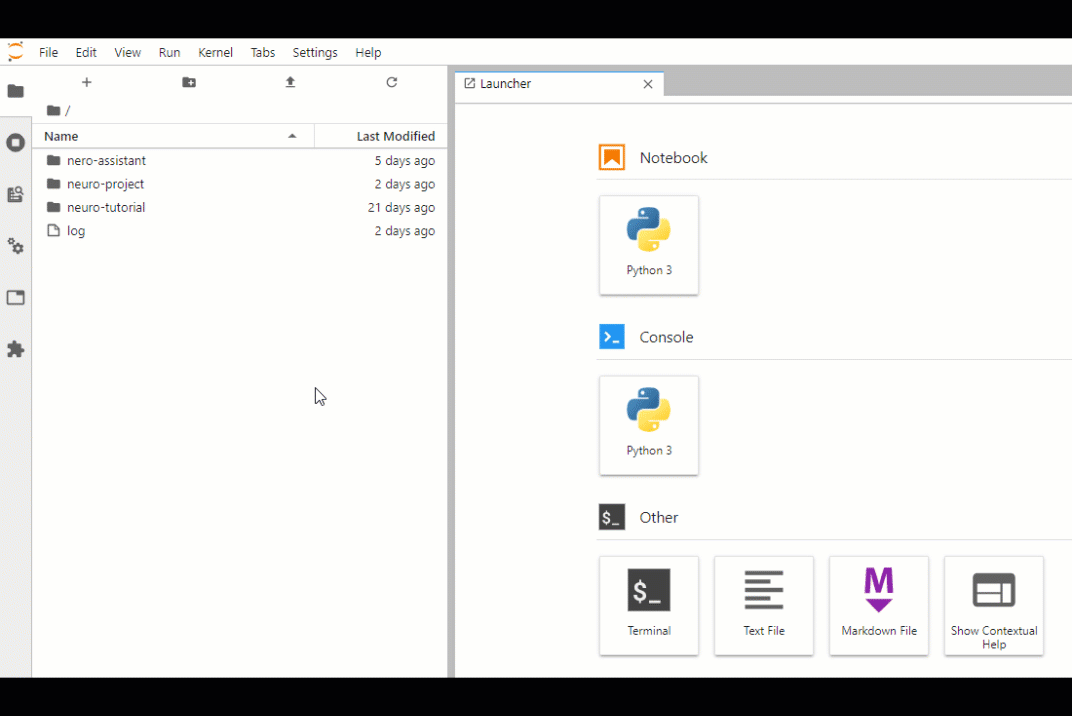 File Edit View Run Kernel Tabs Settings Help
Launcher
/
Name Last Modified
nero-assistant 5 days ago
neuro-project 2 days ago
neuro-tutorial 21 days ago
log 2 days ago
Notebook
Python 3
Console
Python 3
$_ Other
$_
M
Terminal Text File Markdown File Show Contextual
Help